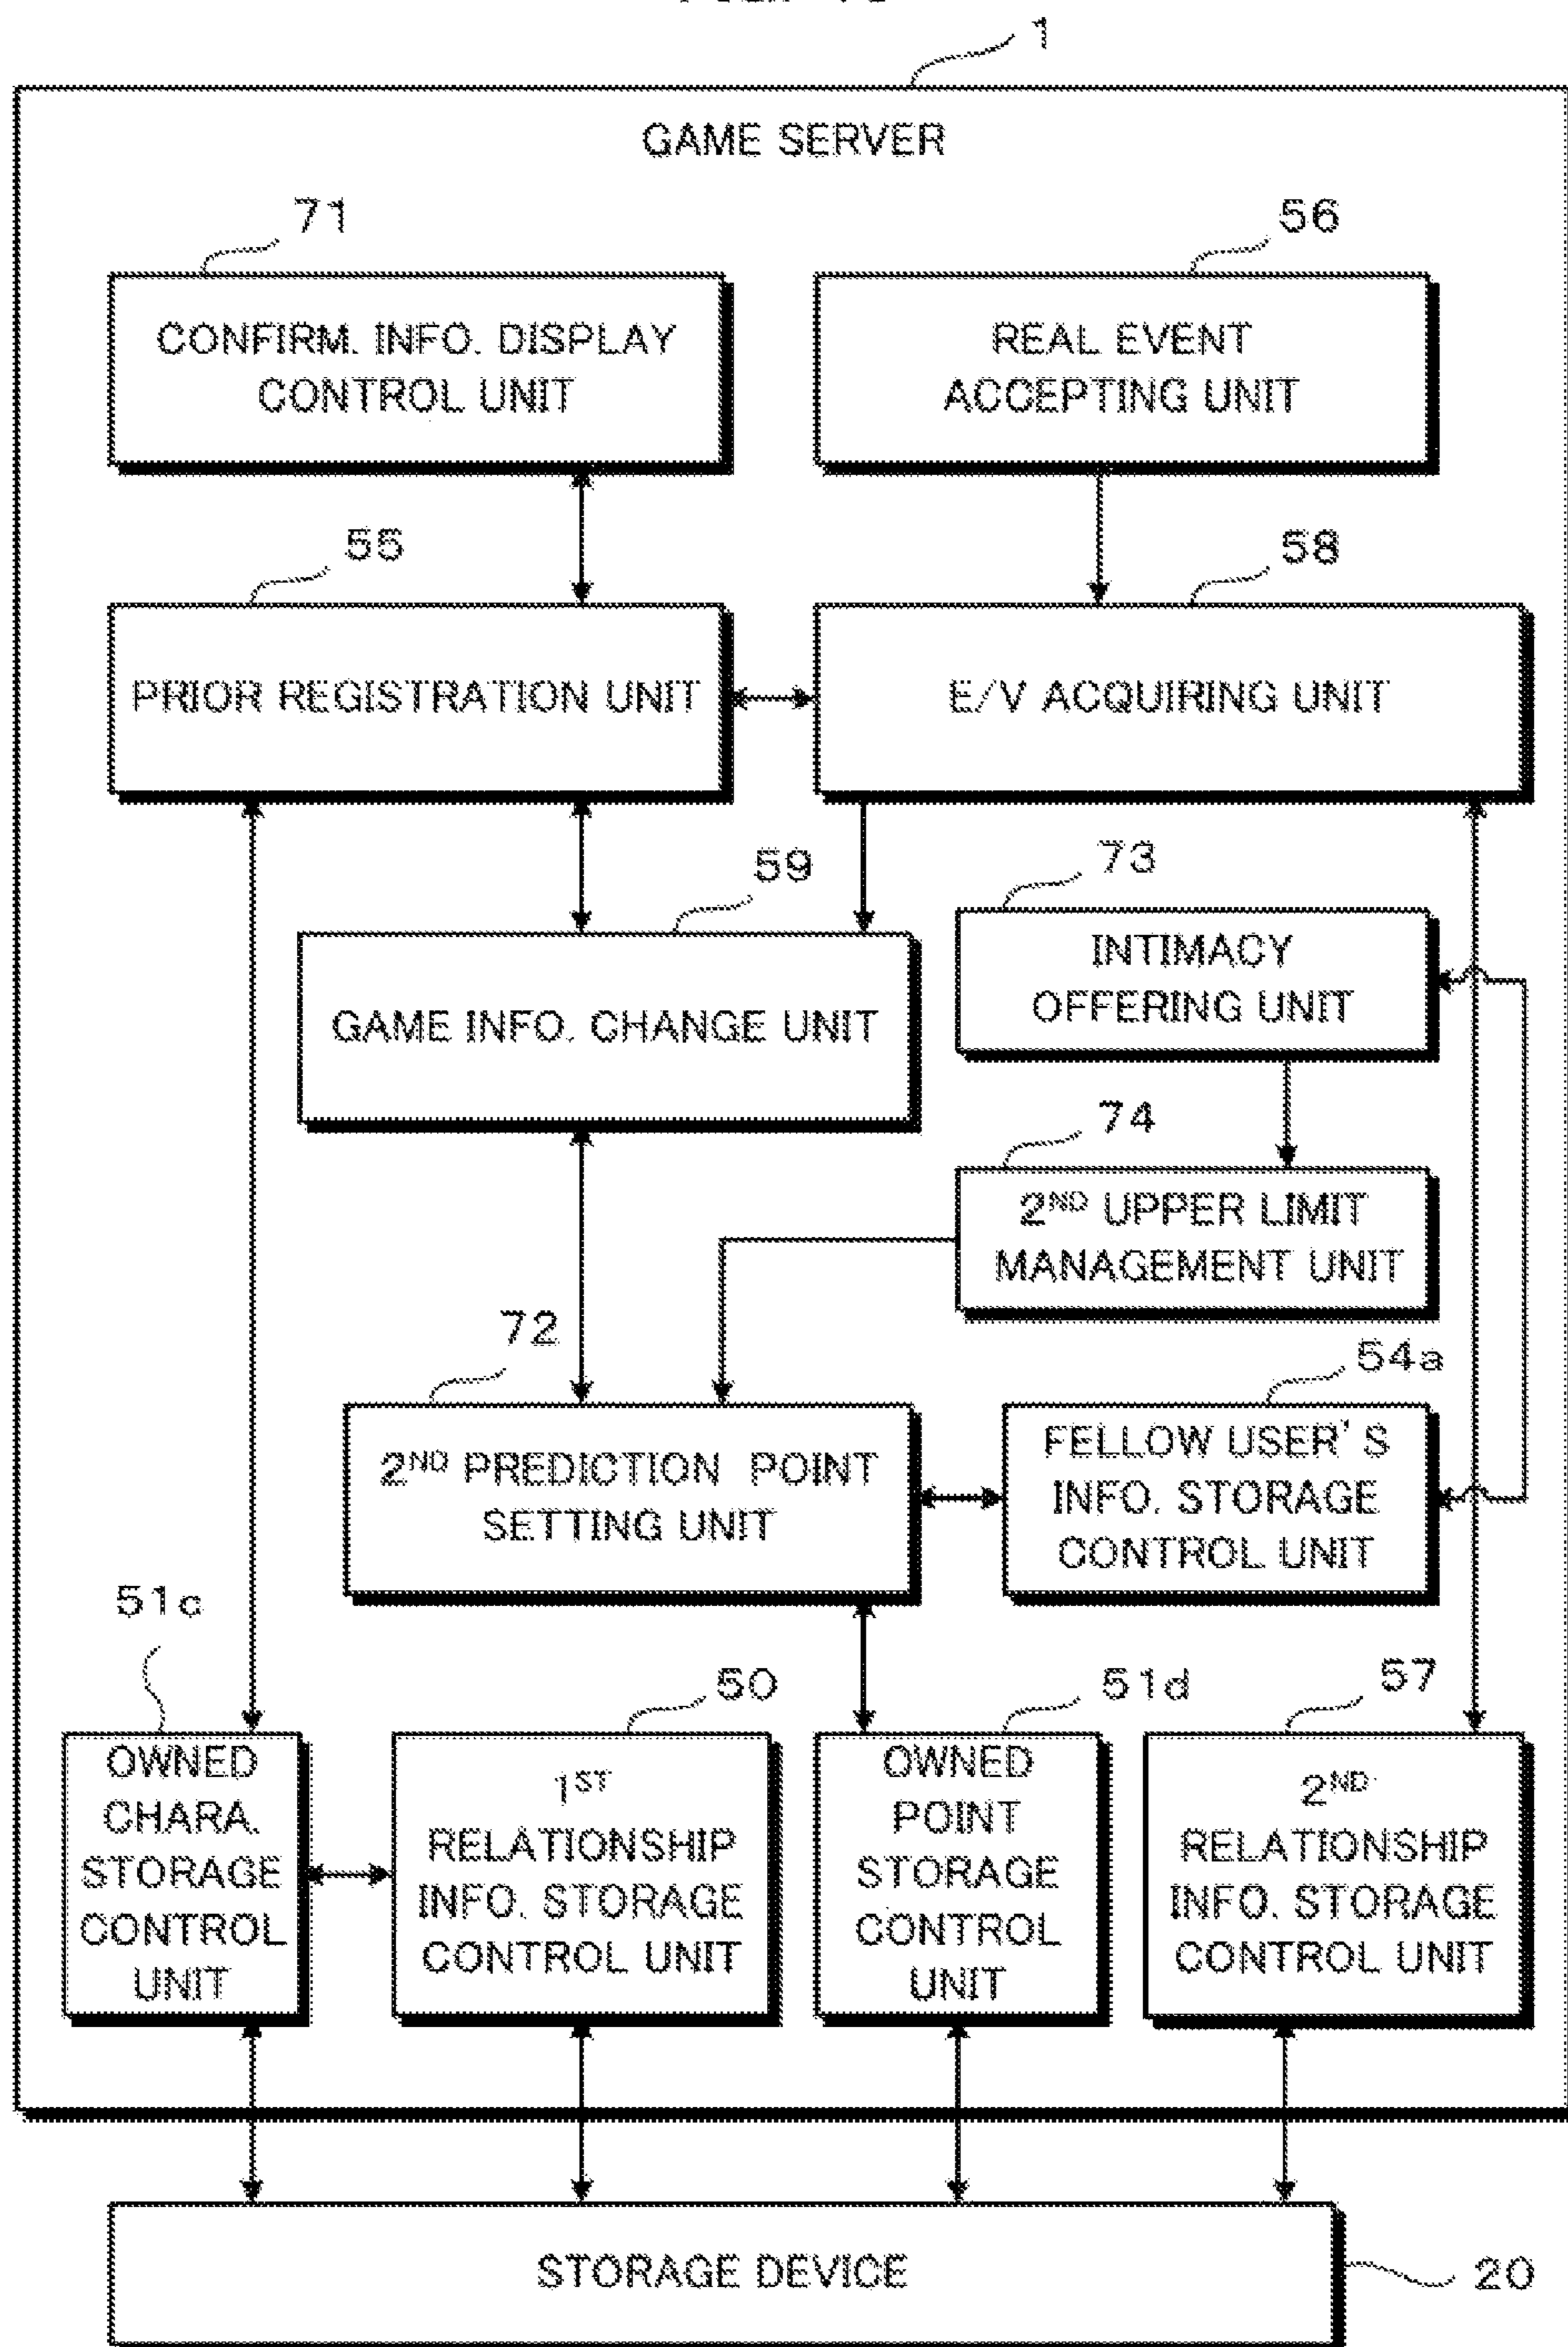 1
GAME SERVER
71
56
CONFIRM. INFO. DISPLAY
CONTROL UNIT
REAL EVENT
ACCEPTING UNIT
55
58
PRIOR REGISTRATION UNIT
E/V ACQUIRING UNIT
59
73
GAME INFO. CHANGE UNIT
INTIMACY
OFFERING UNIT
74
2ND UPPER LIMIT
MANAGEMENT UNIT
72
54a
2ND PREDICTION POINT
SETTING UNIT
FELLOW USER'S
INFO. STORAGE
CONTROL UNIT
51c
50
51d
57
OWNED
CHARA.
STORAGE
CONTROL
UNIT
1ST
RELATIONSHIP
INFO. STORAGE
CONTROL UNIT
OWNED
POINT
STORAGE
CONTROL
UNIT
2ND
RELATIONSHIP
INFO. STORAGE
CONTROL UNIT
STORAGE DEVICE
20